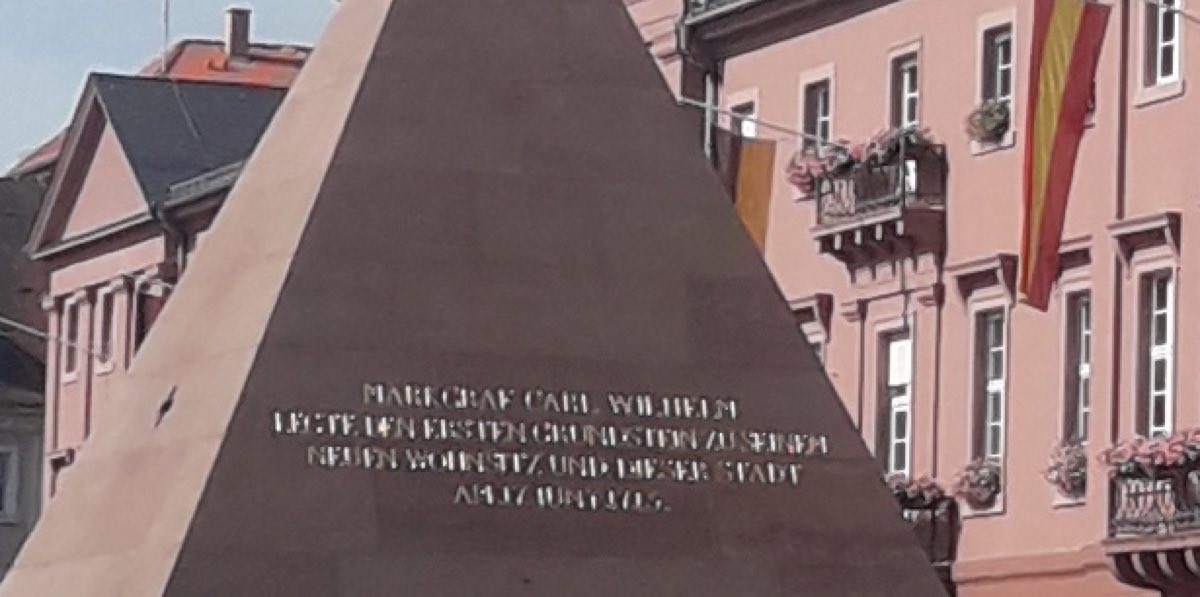 MARKGRAF CARL WILHELM
LEGTE DEN ERSTEN GRUNDSTEIN ZU SEINEM
NEUEN WOHNSITZ UND DIESER STADT
AM 17 JUNI 1715.